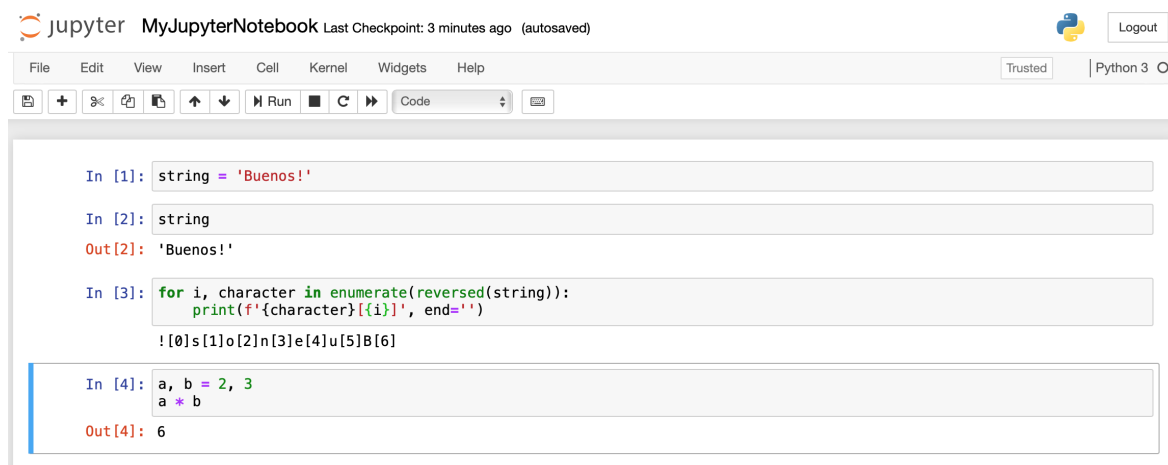 jupyter MyJupyterNotebook Last Checkpoint: 3 minutes ago (autosaved) Logout
File Edit View Insert Cell Kernel Widgets Help Trusted Python 3
Run Code
In [1]: string = 'Buenos!'
In [2]: string
Out[2]: 'Buenos!'
In [3]: for i, character in enumerate(reversed(string)):
print(f'{character}[{i}]', end='')
![0]s[1]o[2]n[3]e[4]u[5]B[6]
In [4]: a, b = 2, 3
a * b
Out[4]: 6